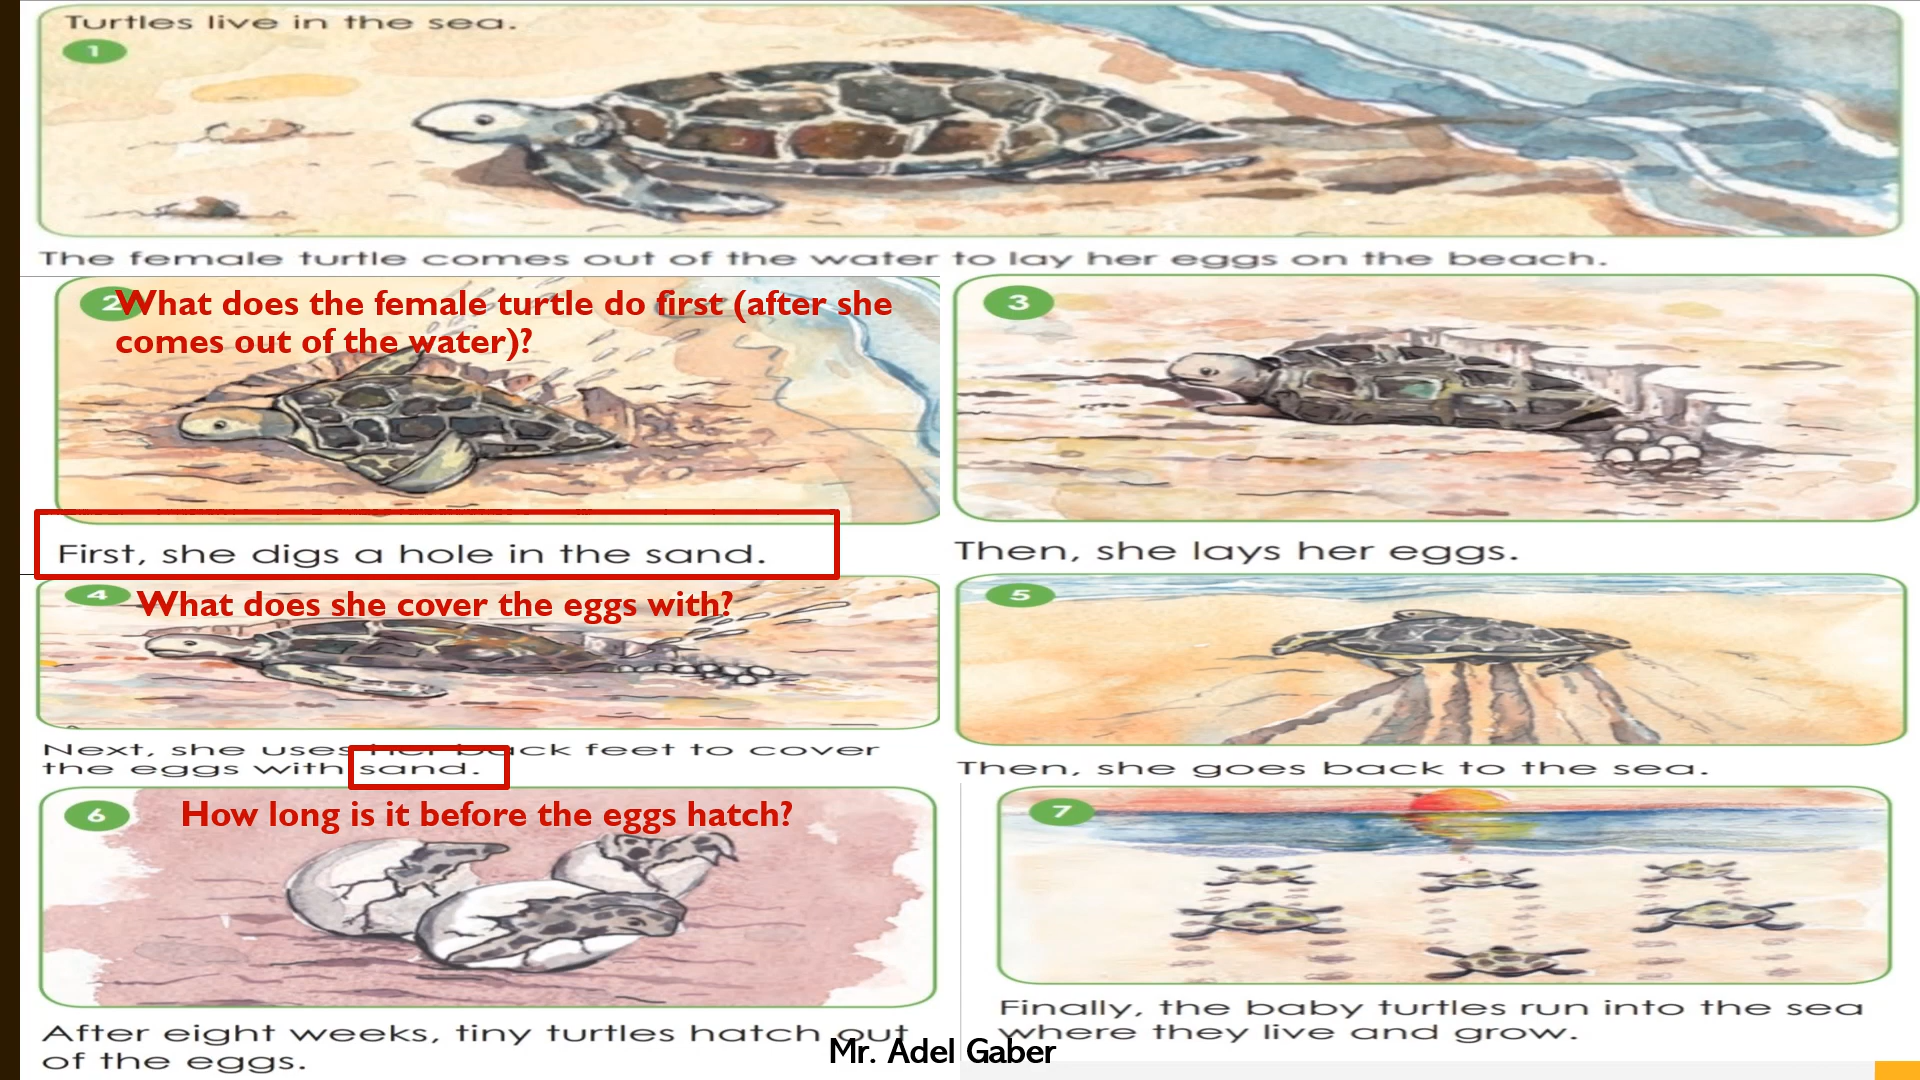 Turtles live in the sea.
1
The female turtle comes out of the water to lay her eggs on the beach.
2
What does the female turtle do first (after she
comes out of the water)?
First, she digs a hole in the sand.
3
Then, she lays her eggs.
4
What does she cover the eggs with?
Next, she uses her back feet to cover
the eggs with sand.
5
Then, she goes back to the sea.
6
How long is it before the eggs hatch?
After eight weeks, tiny turtles hatch out
of the eggs.
7
Finally, the baby turtles run into the sea
where they live and grow.
Mr. Adel Gaber